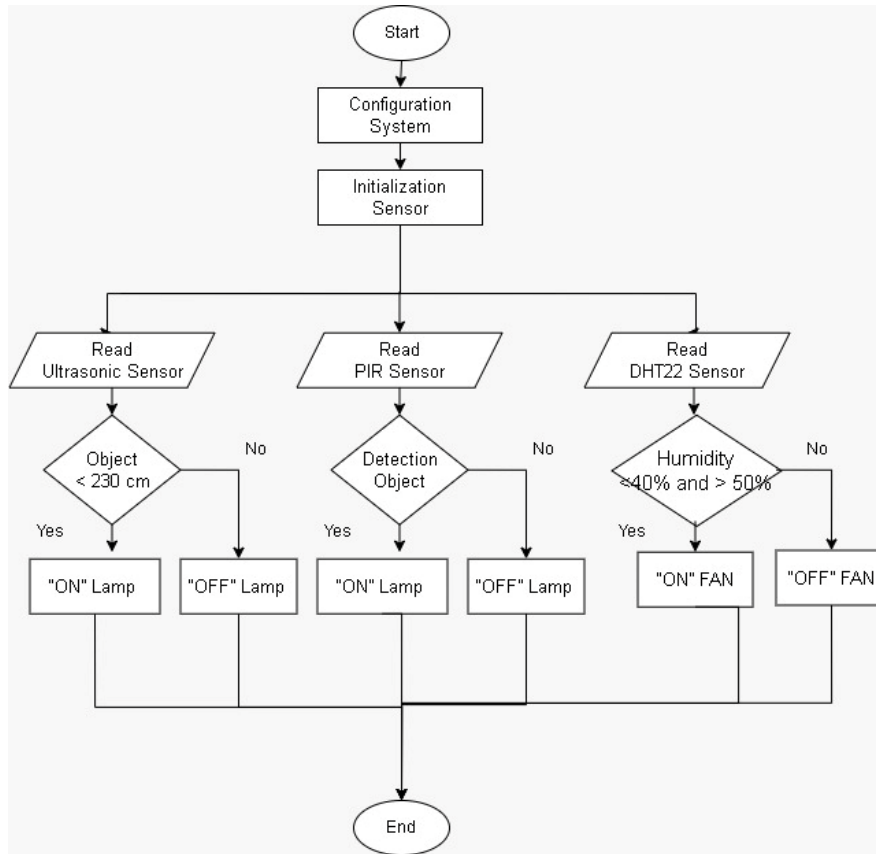 Start
Configuration
System
Initialization
Sensor
Read
Ultrasonic Sensor
Read
PIR Sensor
Read
DHT22 Sensor
Object
< 230 cm
No
Yes
Detection
Object
No
Yes
Humidity
<40% and > 50%
No
Yes
"ON" Lamp
"OFF" Lamp
"ON" Lamp
"OFF" Lamp
"ON" FAN
"OFF" FAN
End